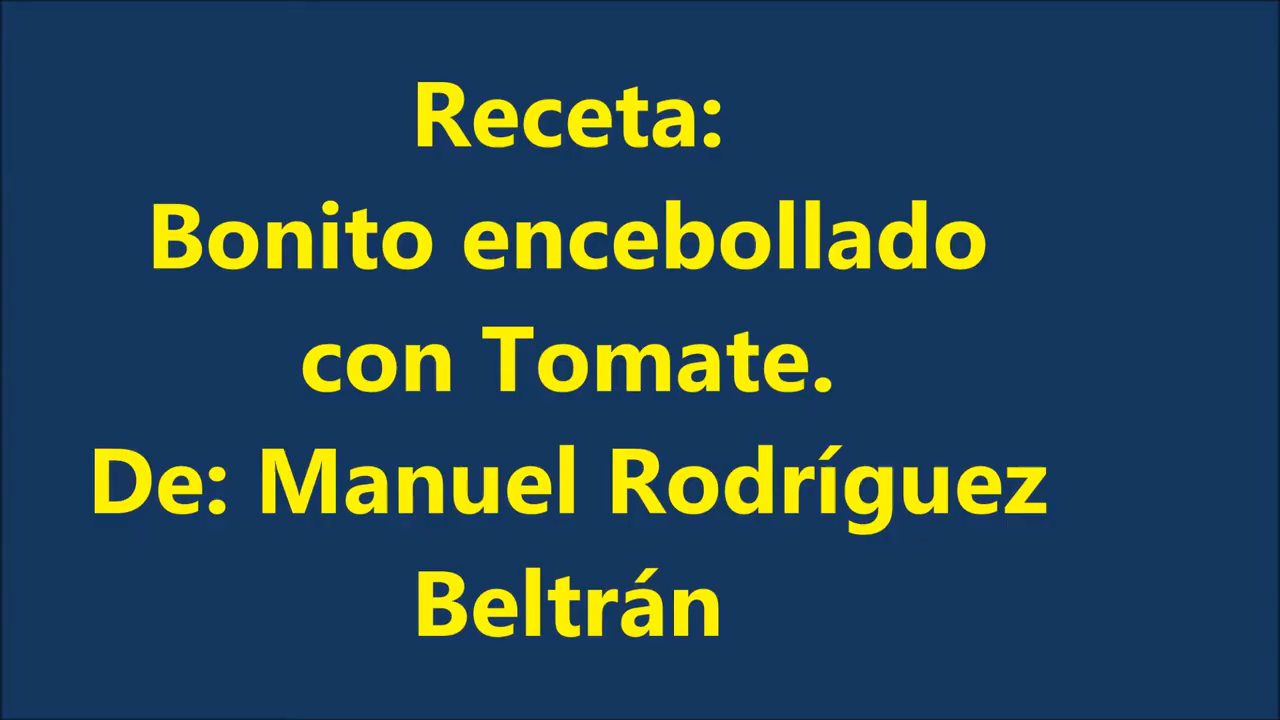 Receta:
Bonito encebollado
con Tomate.
De: Manuel Rodríguez
Beltrán